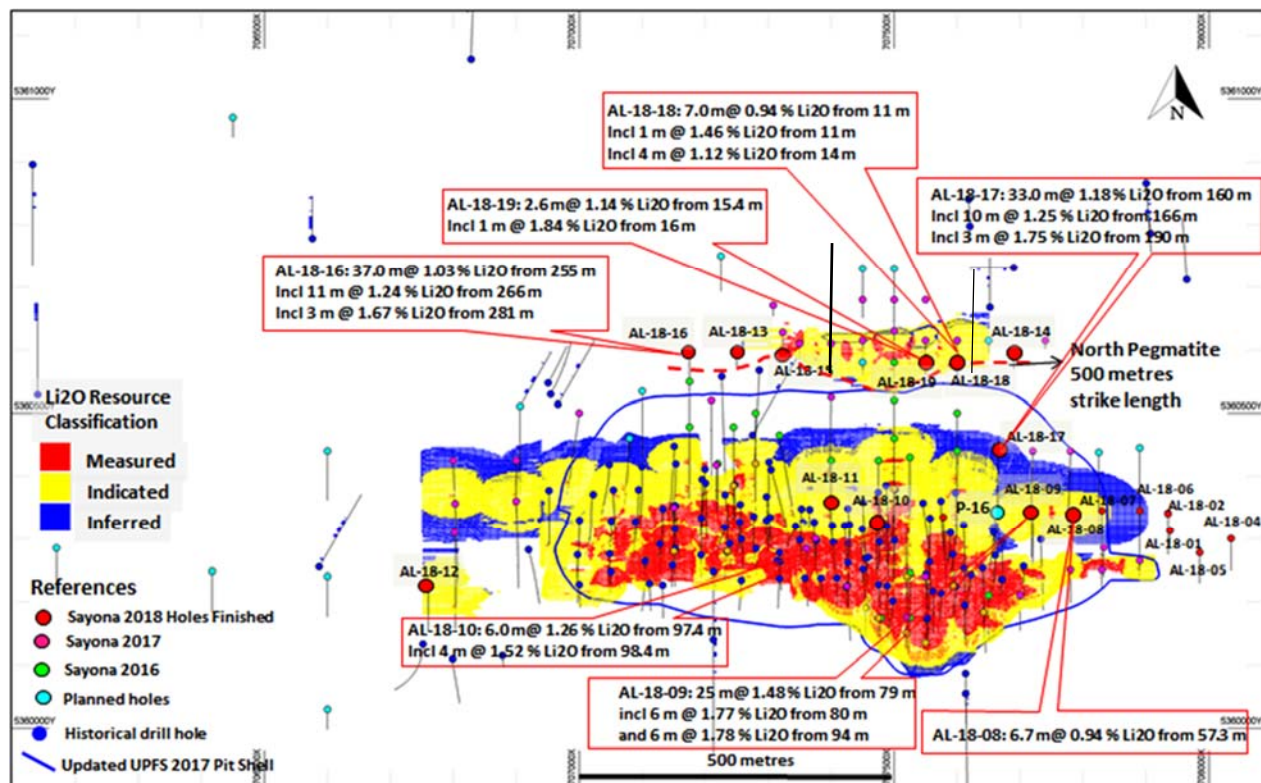 706500X
707000X
707500X
708000X
5361000Y
5361000Y
N
AL-18-18: 7.0 m@ 0.94 % Li2O from 11 m
Incl 1 m @ 1.46 % Li2O from 11 m
Incl 4 m @ 1.12 % Li2O from 14 m
AL-18-17: 33.0 m@ 1.18 % Li2O from 160 m
Incl 10 m @ 1.25 % Li2O from 166 m
Incl 3 m @ 1.75 % Li2O from 190 m
AL-18-19: 2.6 m@ 1.14 % Li2O from 15.4 m
Incl 1 m @ 1.84 % Li2O from 16 m
AL-18-16: 37.0 m@ 1.03 % Li2O from 255 m
Incl 11 m @ 1.24 % Li2O from 266 m
Incl 3 m @ 1.67 % Li2O from 281 m
AL-18-16
AL-18-13
AL-18-14
AL-18-15
AL-18-19
AL-18-18
North Pegmatite
500 metres
strike length
5360500Y
5360500Y
Li2O Resource
Classification
Measured
Indicated
Inferred
AL-18-17
AL-18-11
AL-18-10
P-16
AL-18-09
AL-18-07
AL-18-08
AL-18-06
AL-18-02
AL-18-04
AL-18-01
AL-18-05
AL-18-12
References
Sayona 2018 Holes Finished
Sayona 2017
Sayona 2016
Planned holes
Historical drill hole
Updated UPFS 2017 Pit Shell
AL-18-10: 6.0 m@ 1.26 % Li2O from 97.4 m
Incl 4 m @ 1.52 % Li2O from 98.4 m
AL-18-09: 25 m@ 1.48 % Li2O from 79 m
incl 6 m @ 1.77 % Li2O from 80 m
and 6 m @ 1.78 % Li2O from 94 m
AL-18-08: 6.7 m@ 0.94 % Li2O from 57.3 m
5360000Y
5360000Y
500 metres
707000X
707500X
708000X